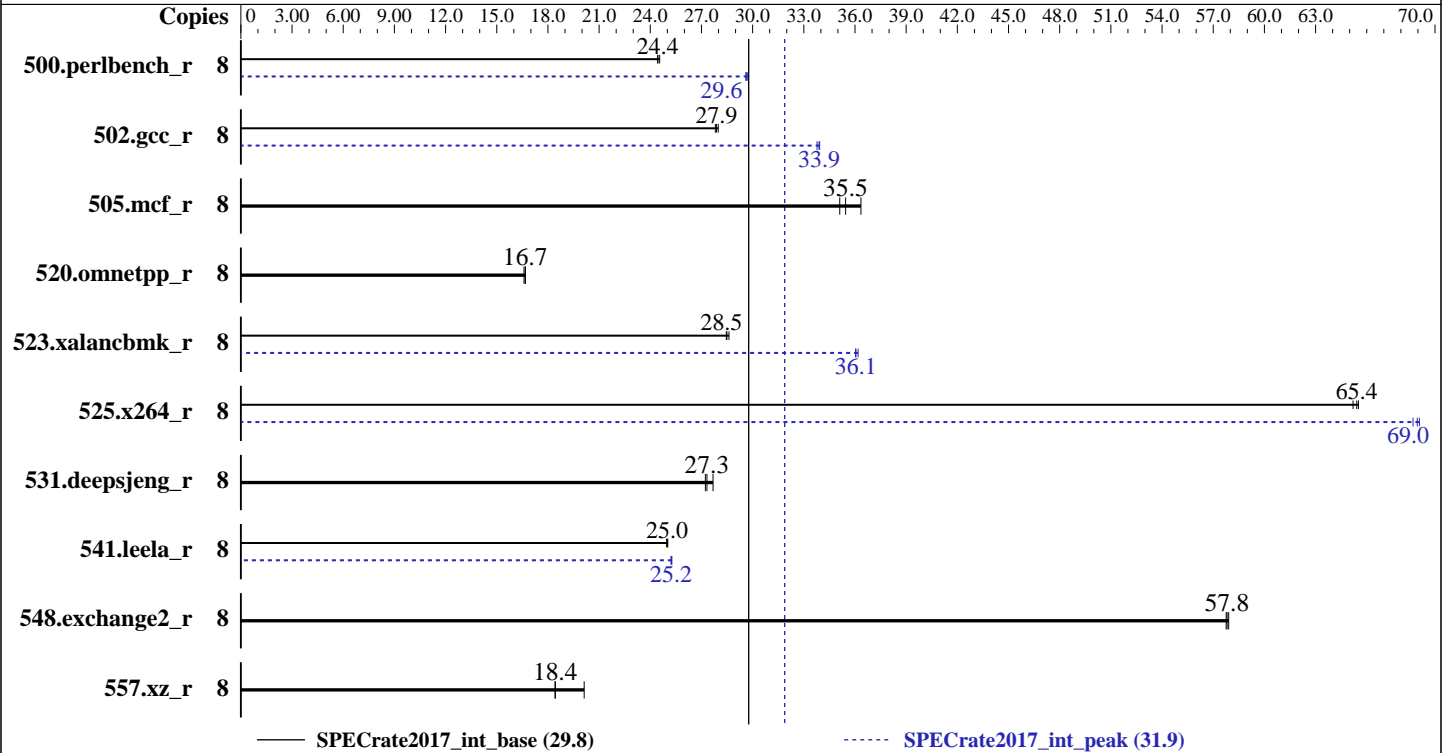 Copies 0 3.00 6.00 9.00 12.0 15.0 18.0 21.0 24.0 27.0 30.0 33.0 36.0 39.0 42.0 45.0 48.0 51.0 54.0 57.0 60.0 63.0 70.0
500.perlbench_r 8 24.4
29.6
502.gcc_r 8 27.9
33.9
505.mcf_r 8 35.5
520.omnetpp_r 8 16.7
523.xalancbmk_r 8 28.5
36.1
525.x264_r 8 65.4
69.0
531.deepsjeng_r 8 27.3
541.leela_r 8 25.0
25.2
548.exchange2_r 8 57.8
557.xz_r 8 18.4
SPECrate2017_int_base (29.8) SPECrate2017_int_peak (31.9)